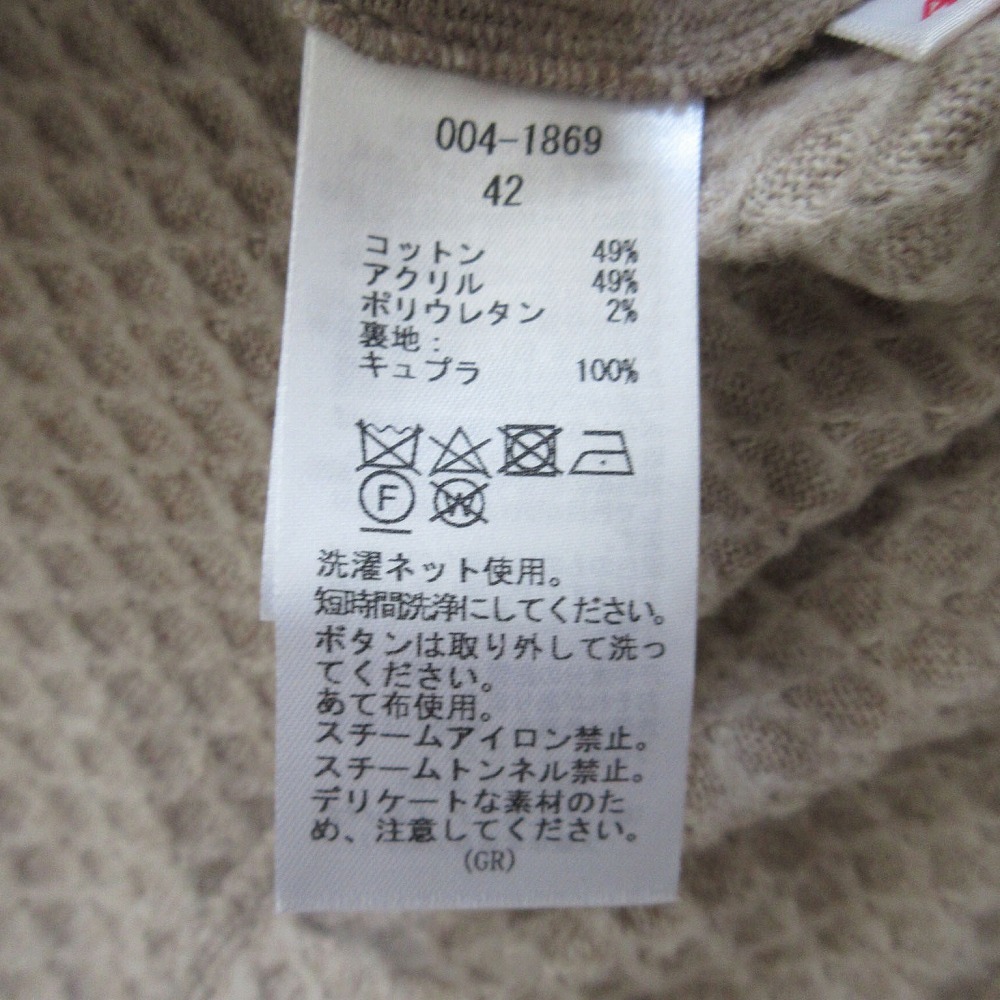 004-1869
42
コットン 49%
アクリル 49%
ポリウレタン 2%
裏地:
キュプラ 100%
F
W
洗濯ネット使用。
短時間洗浄にしてください。
ボタンは取り外して洗っ
てください。
あて布使用。
スチームアイロン禁止。
スチームトンネル禁止。
デリケートな素材のた
め、注意してください。
(GR)